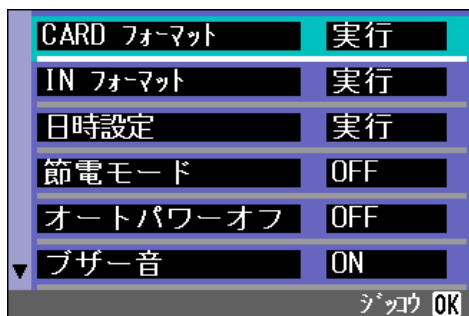 CARD フォーマット 実行
IN フォーマット 実行
日時設定 実行
節電モード OFF
オートパワーオフ OFF
ブザー音 ON
ジッコウ OK